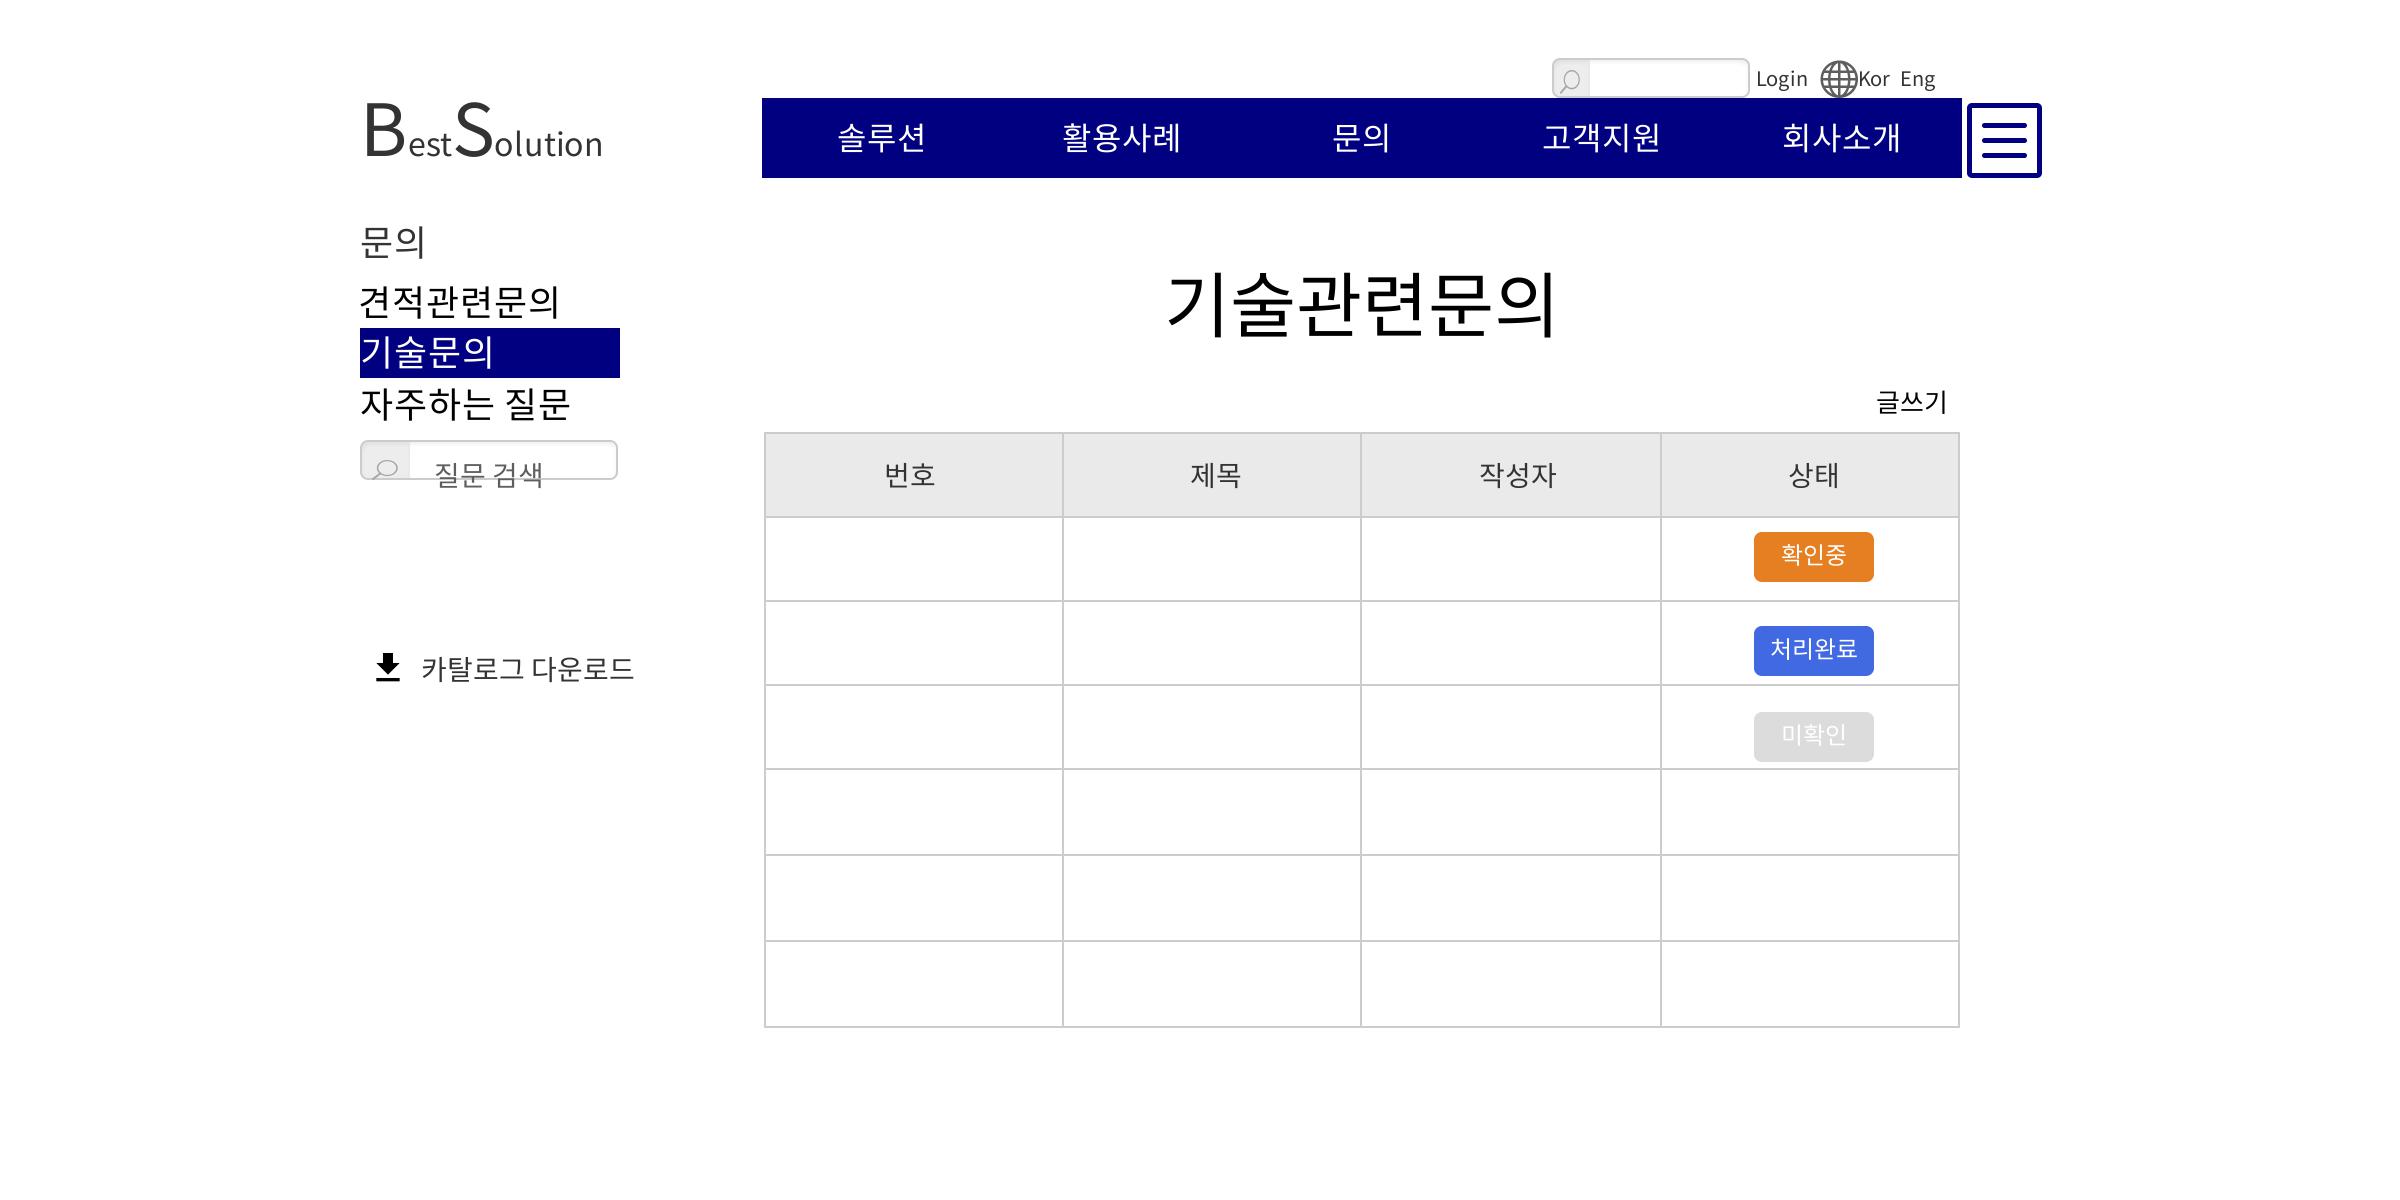 Login Kor Eng
BestSolution
솔루션 활용사례 문의 고객지원 회사소개
문의
견적관련문의
기술문의
자주하는 질문
질문 검색
카탈로그 다운로드
기술관련문의
글쓰기
번호 제목 작성자 상태
확인중
처리완료
미확인